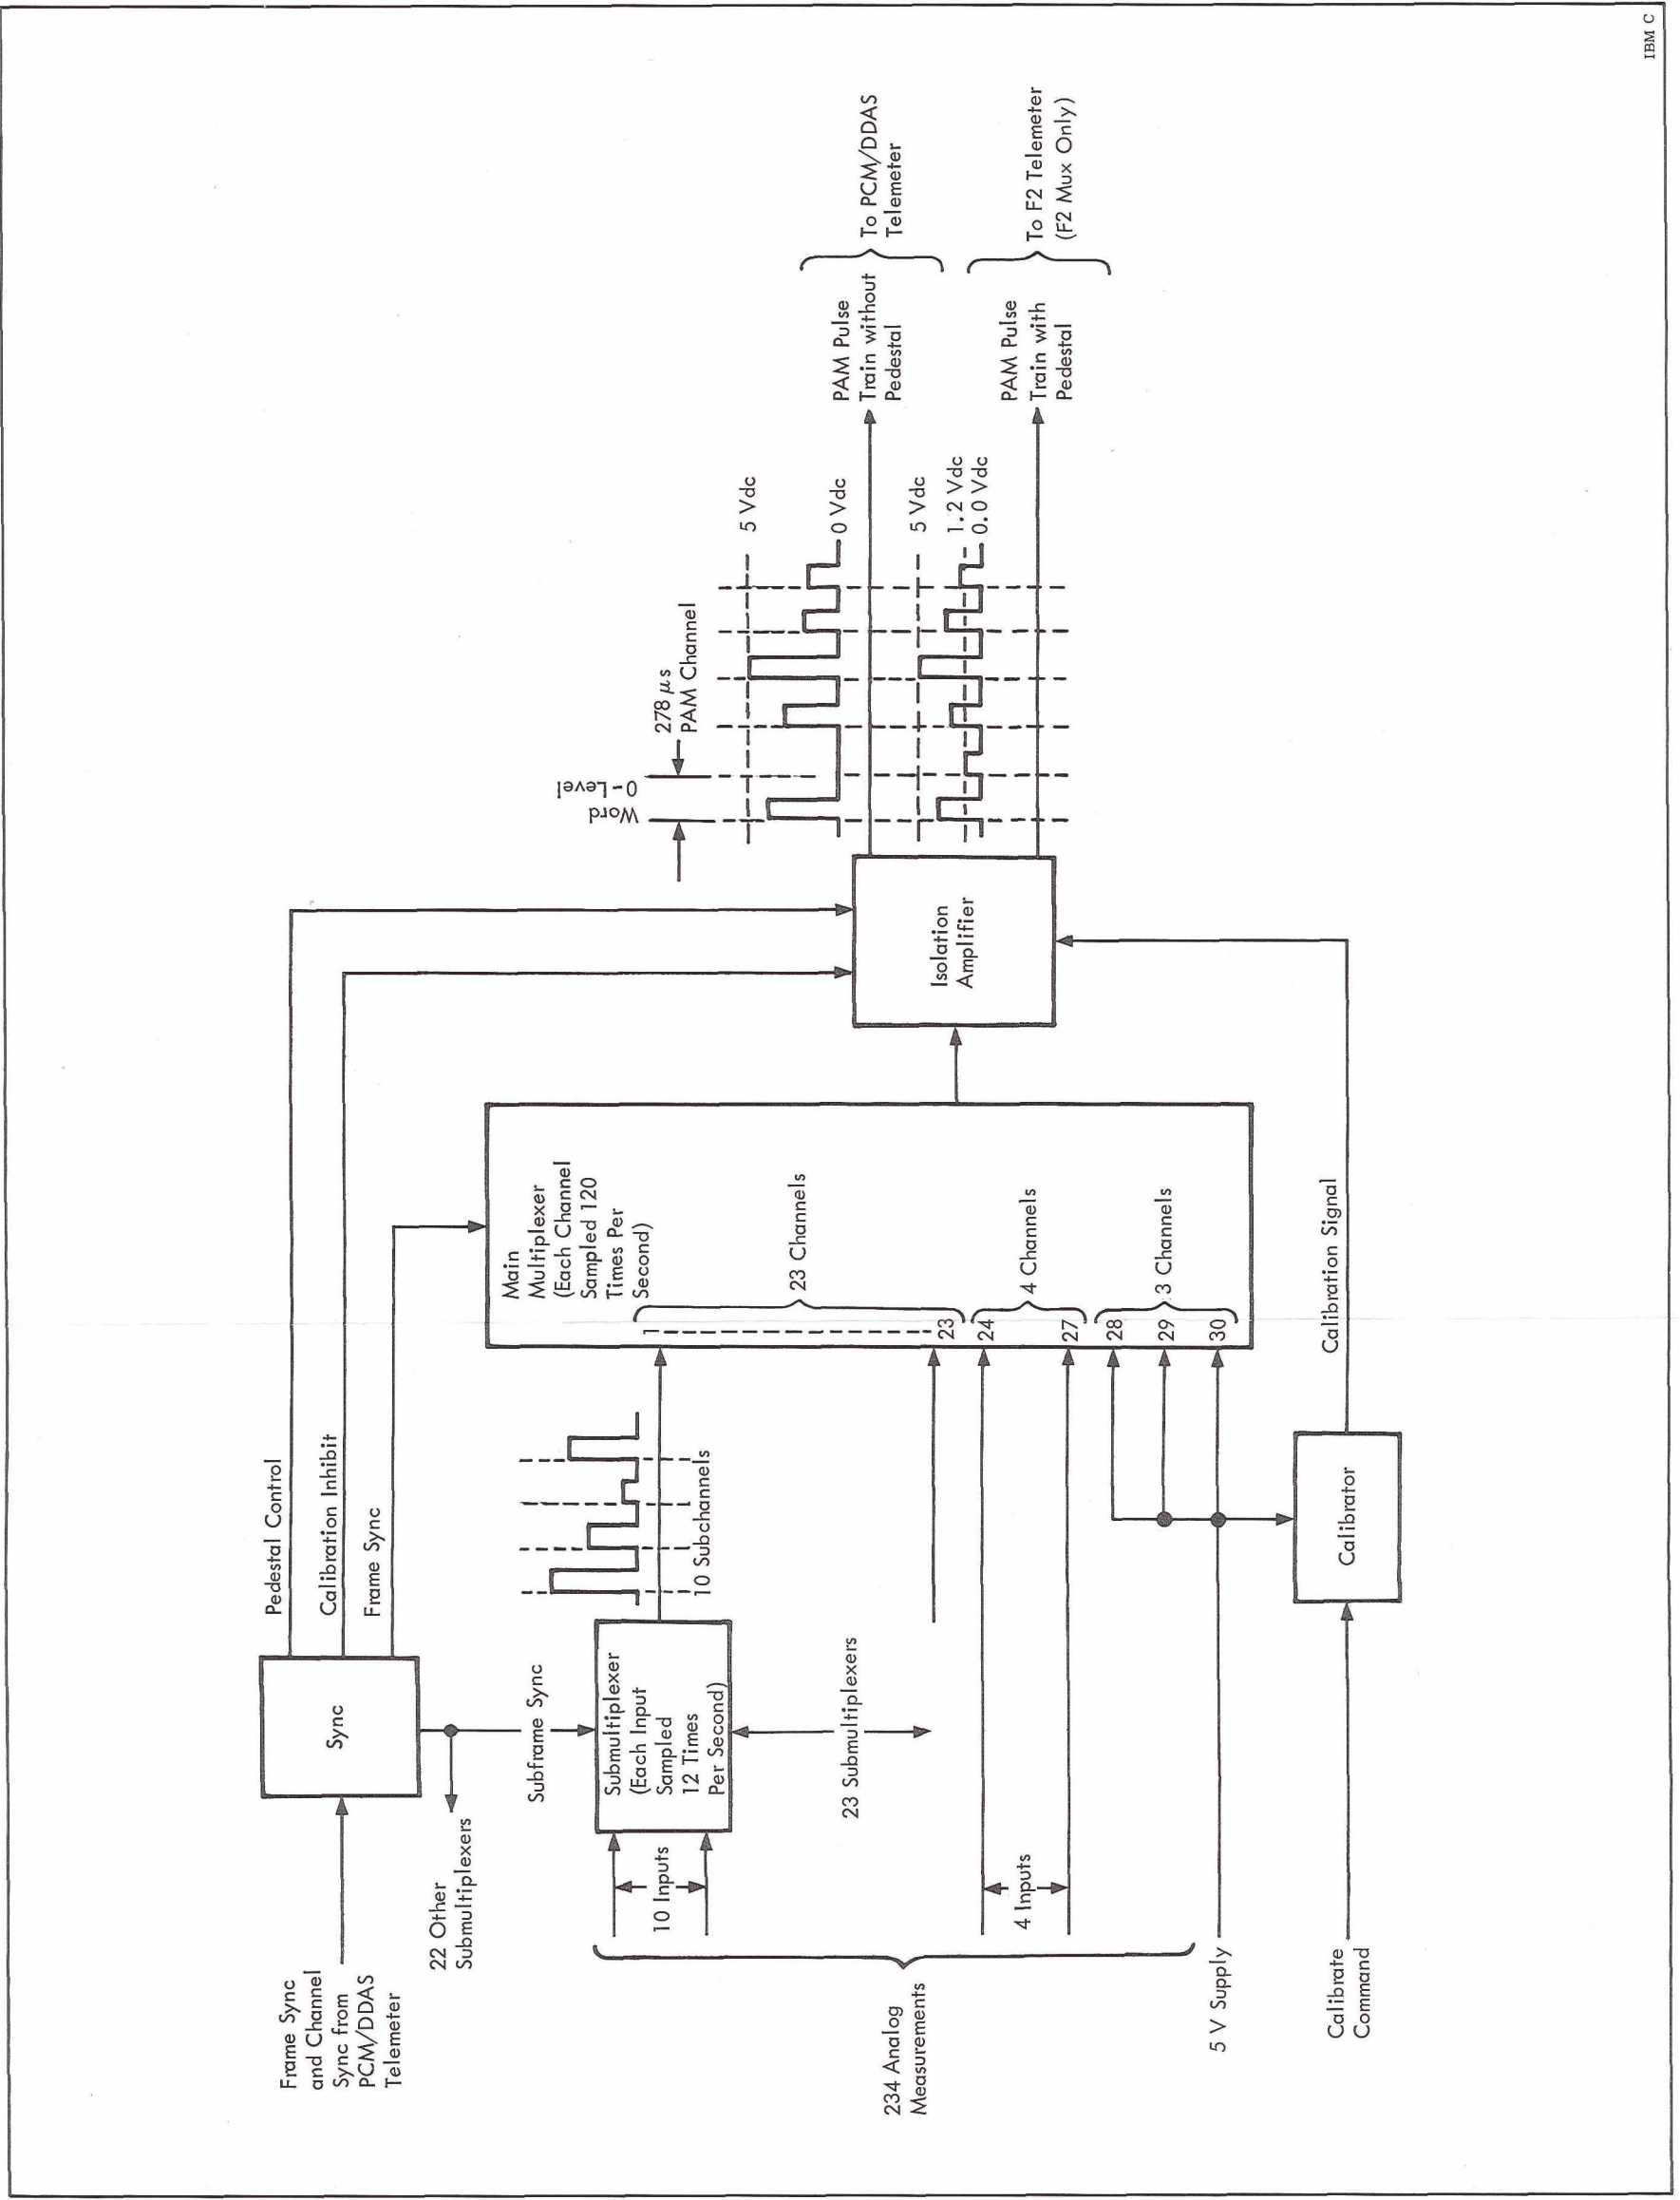 Frame Sync
and Channel
Sync from
PCM/DDAS
Telemeter
Sync
Pedestal Control
Calibration Inhibit
Frame Sync
22 Other
Submultiplexers
Subframe Sync
Submultiplexer
(Each Input
Sampled
12 Times
Per Second)
10 Inputs
10 Subchannels
23 Submultiplexers
234 Analog
Measurements
4 Inputs
5 V Supply
Calibrate
Command
Calibrator
Calibration Signal
Main
Multiplexer
(Each Channel
Sampled 120
Times Per
Second)
1
23
24
27
28
29
30
23 Channels
4 Channels
3 Channels
Isolation
Amplifier
Word
0-Level
278 μs
PAM Channel
5 Vdc
0 Vdc
5 Vdc
1.2 Vdc
0.0 Vdc
PAM Pulse
Train without
Pedestal
To PCM/DDAS
Telemeter
PAM Pulse
Train with
Pedestal
To F2 Telemeter
(F2 Mux Only)
IBM C